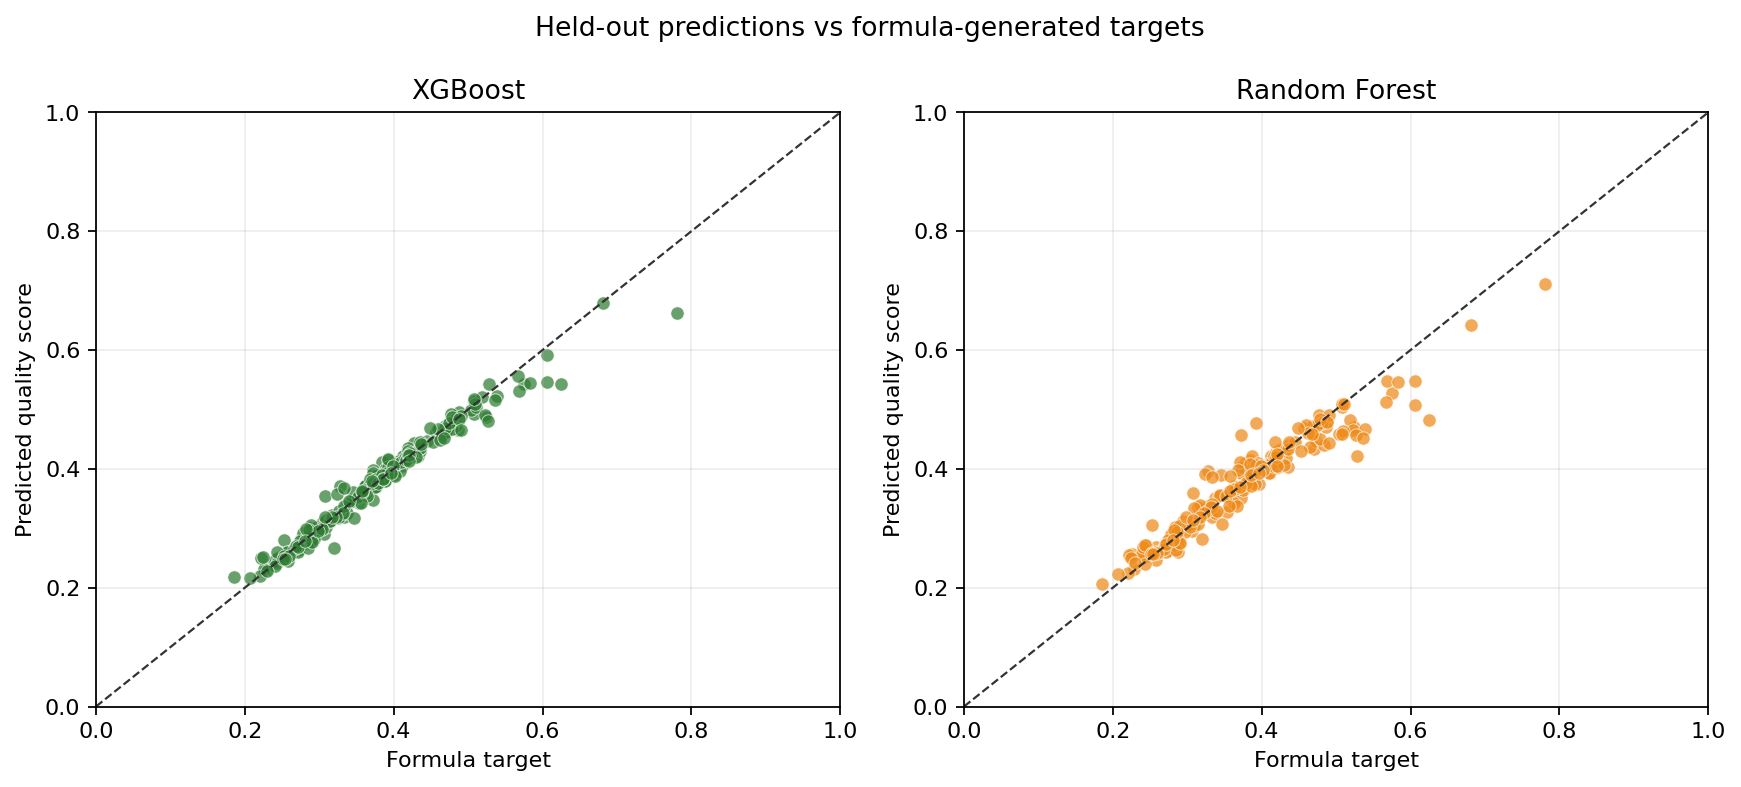 Held-out predictions vs formula-generated targets
XGBoost
1.0
0.8
0.6
0.4
0.2
0.0
Predicted quality score
0.0 0.2 0.4 0.6 0.8 1.0
Formula target
Random Forest
1.0
0.8
0.6
0.4
0.2
0.0
Predicted quality score
0.0 0.2 0.4 0.6 0.8 1.0
Formula target